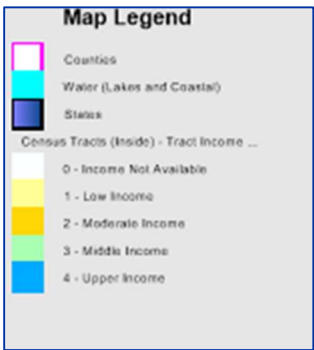 Map Legend
Counties
Water (Lakes and Coastal)
States
Census Tracts (Inside) - Tract Income ...
0 - Income Not Available
1 - Low Income
2 - Moderate Income
3 - Middle Income
4 - Upper Income